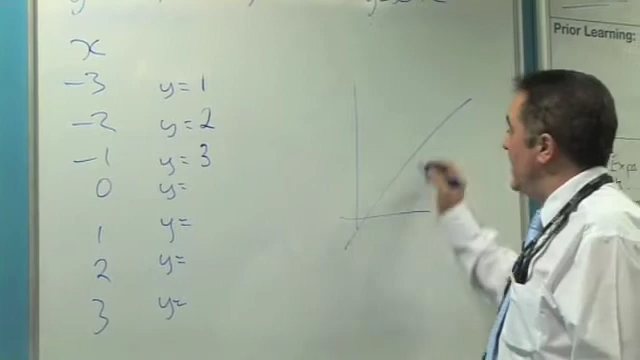 Prior Learning:
x
-3 y= 1
-2 y= 2
-1 y= 3
0 y=
1 y=
2 y=
3 y=